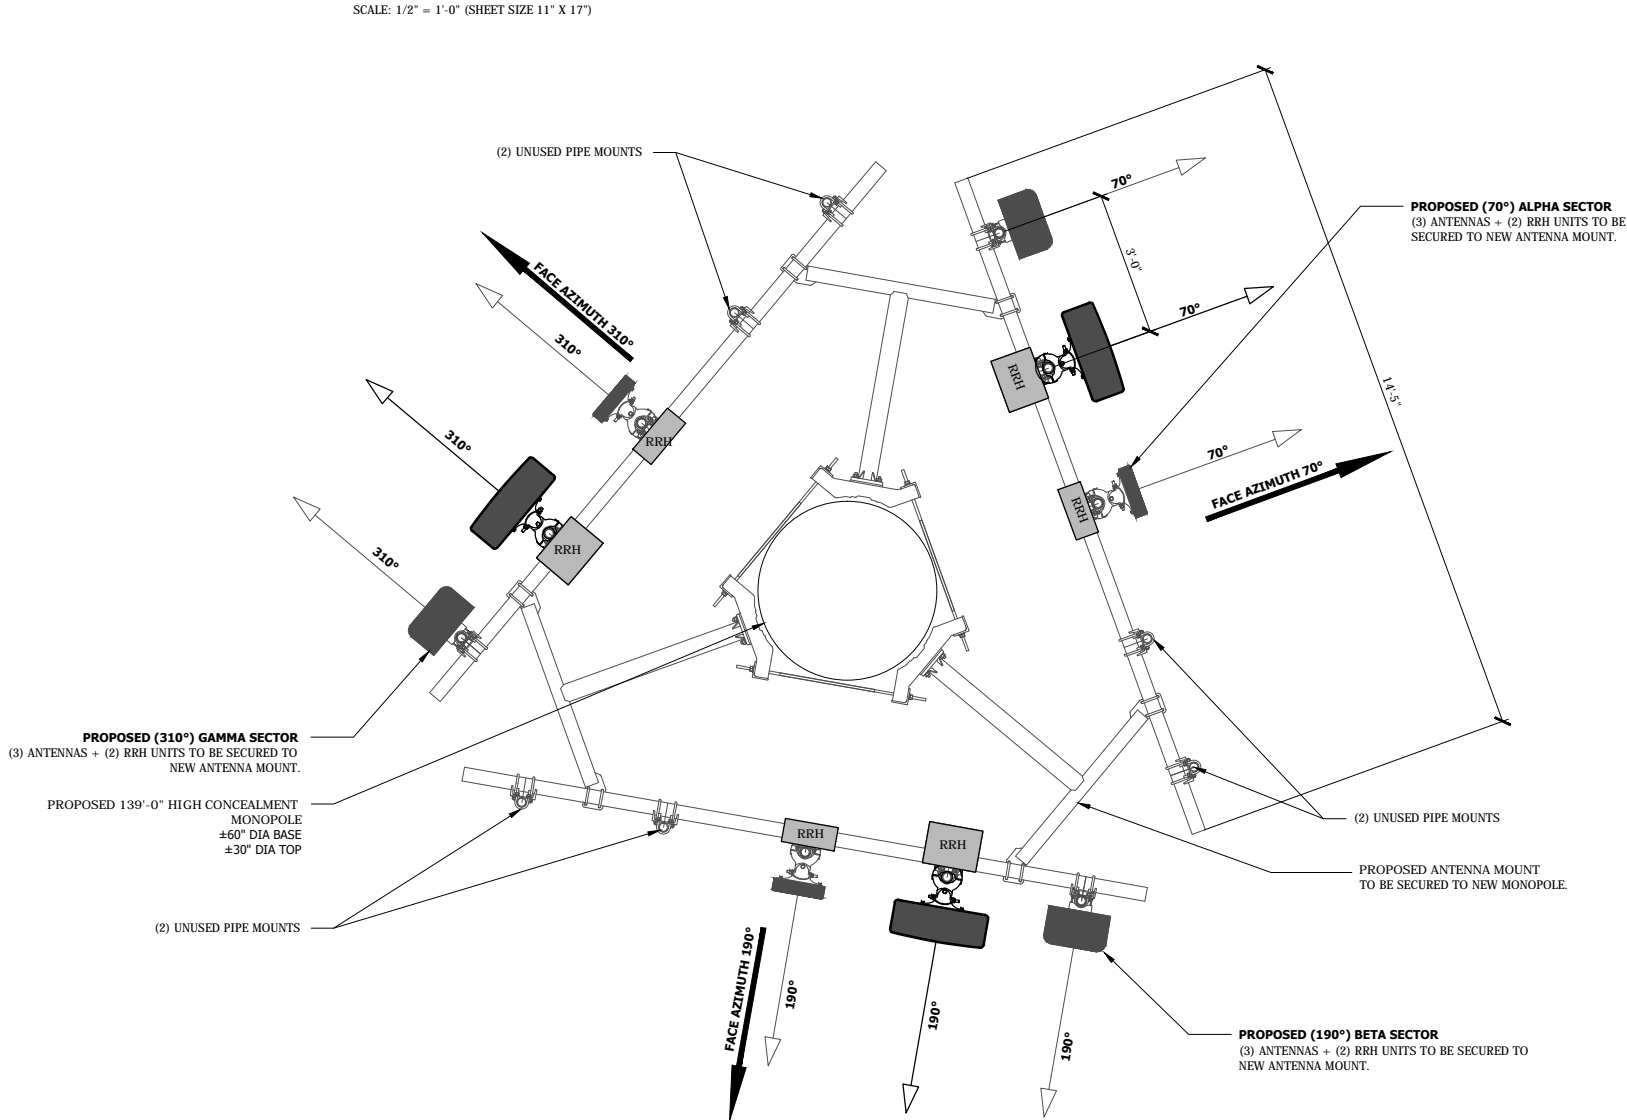 SCALE: 1/2" = 1'-0" (SHEET SIZE 11" X 17")
(2) UNUSED PIPE MOUNTS
70°
PROPOSED (70°) ALPHA SECTOR
(3) ANTENNAS + (2) RRH UNITS TO BE
SECURED TO NEW ANTENNA MOUNT.
3'-0"
70°
FACE AZIMUTH 310°
310°
RRH
14'-5"
310°
RRH
70°
FACE AZIMUTH 70°
RRH
RRH
310°
PROPOSED (310°) GAMMA SECTOR
(3) ANTENNAS + (2) RRH UNITS TO BE SECURED TO
NEW ANTENNA MOUNT.
PROPOSED 139'-0" HIGH CONCEALMENT
MONOPOLE
±60" DIA BASE
±30" DIA TOP
(2) UNUSED PIPE MOUNTS
RRH
RRH
(2) UNUSED PIPE MOUNTS
PROPOSED ANTENNA MOUNT
TO BE SECURED TO NEW MONOPOLE.
FACE AZIMUTH 190°
190°
190°
190°
PROPOSED (190°) BETA SECTOR
(3) ANTENNAS + (2) RRH UNITS TO BE SECURED TO
NEW ANTENNA MOUNT.